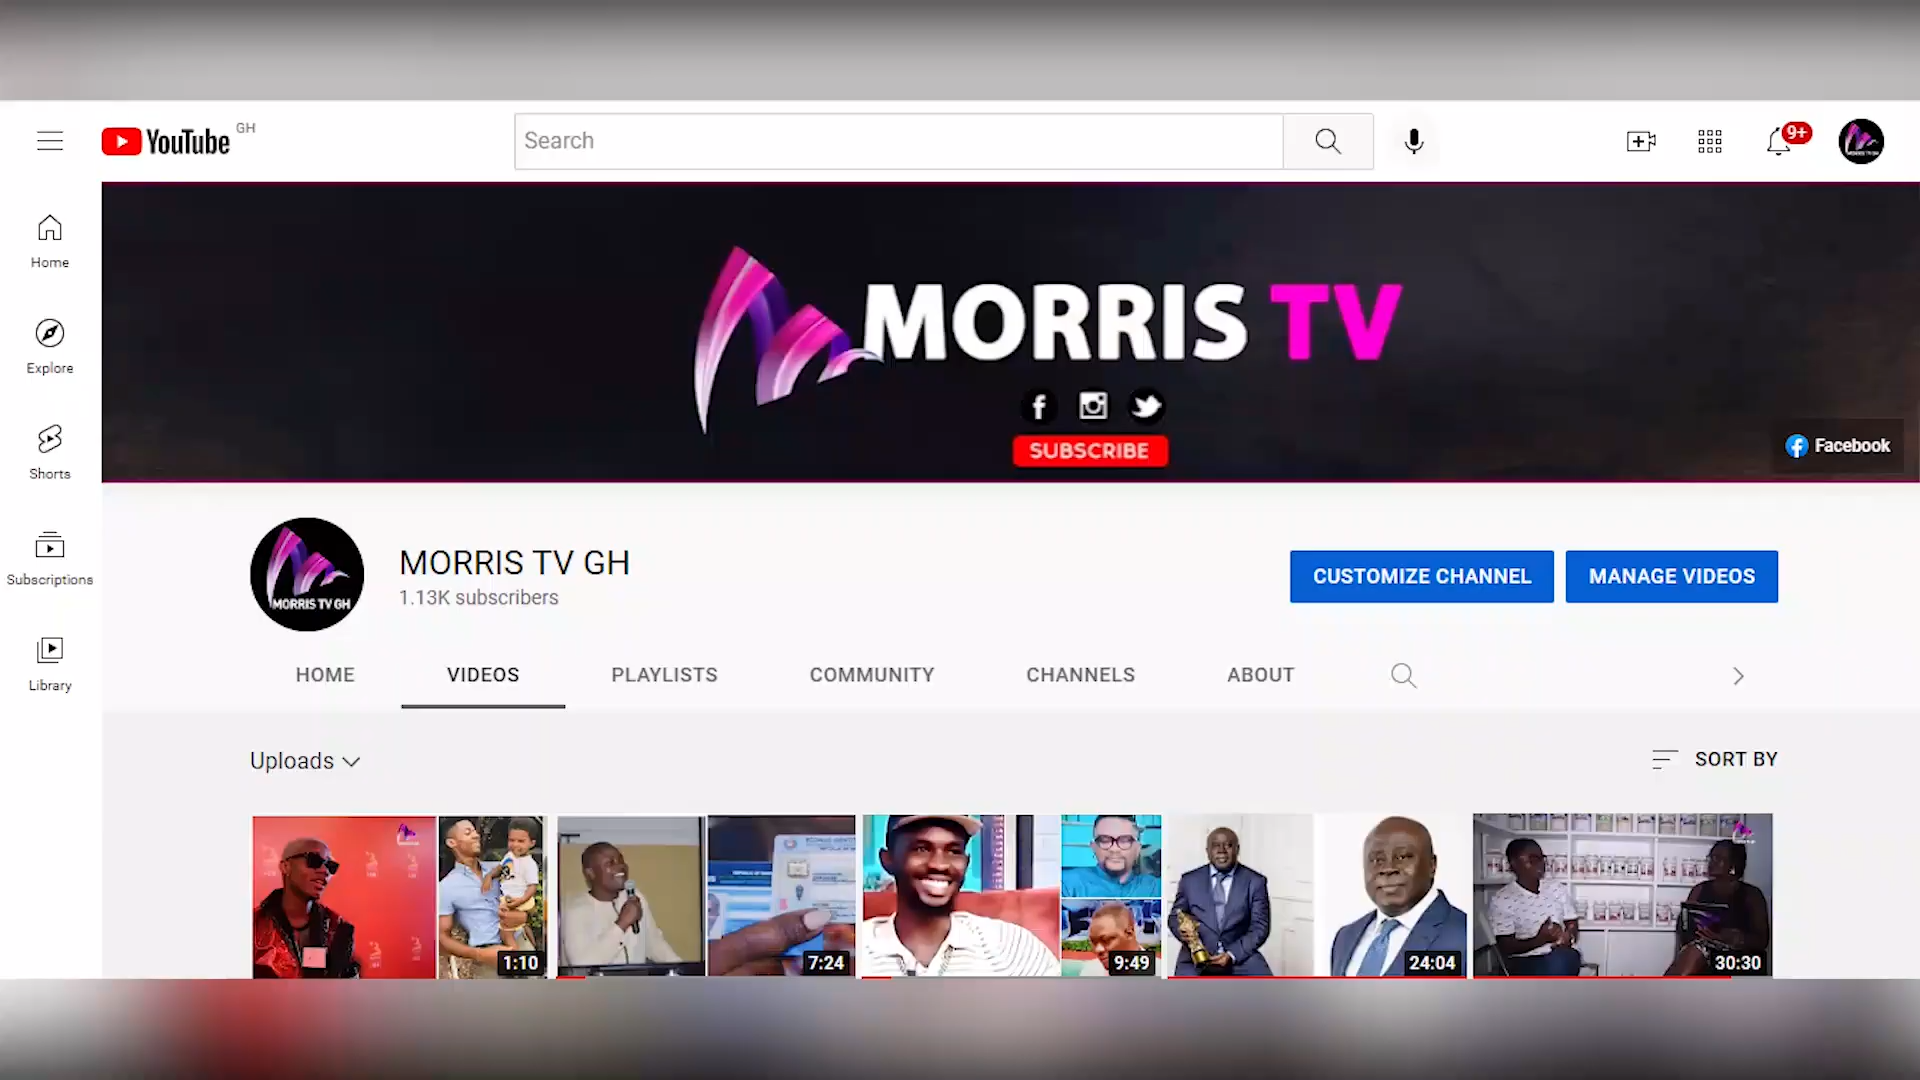 YouTube GH
Search
9+
Home
Explore
Shorts
Subscriptions
Library
MORRIS TV
SUBSCRIBE
Facebook
MORRIS TV GH
MORRIS TV GH
1.13K subscribers
CUSTOMIZE CHANNEL
MANAGE VIDEOS
HOME
VIDEOS
PLAYLISTS
COMMUNITY
CHANNELS
ABOUT
Uploads
SORT BY
1:10
7:24
9:49
24:04
30:30